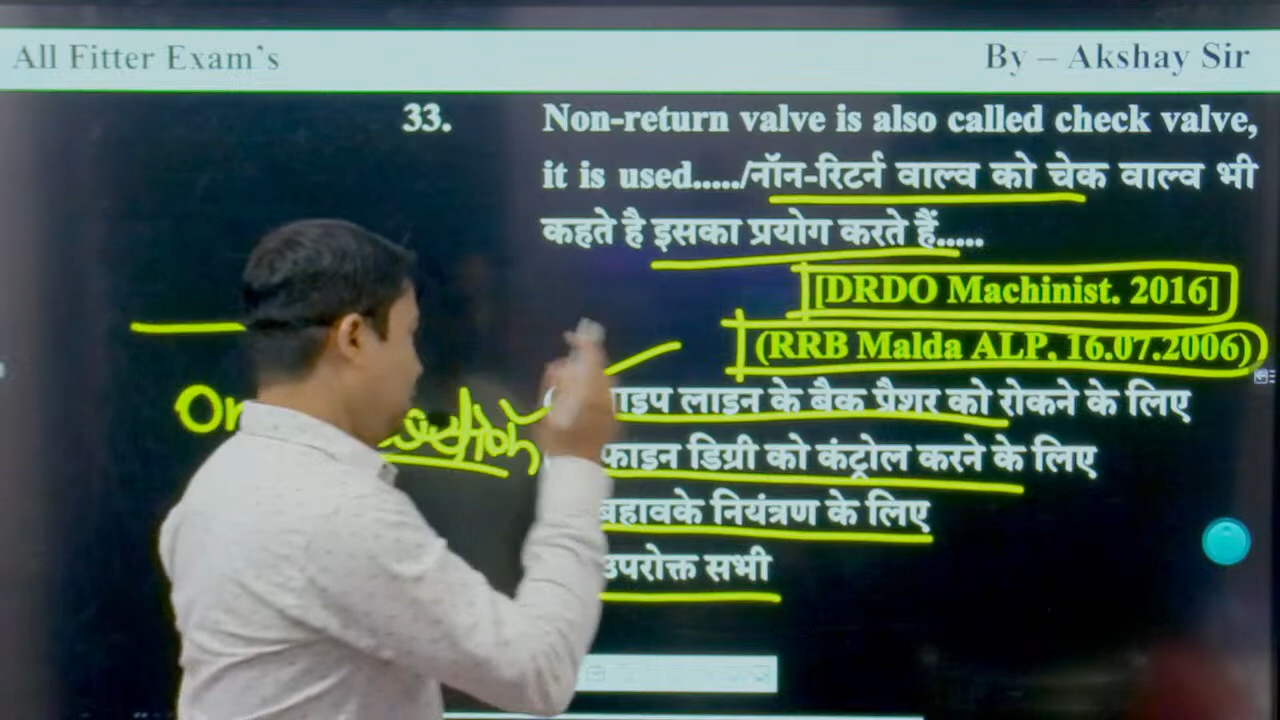 All Fitter Exam's
By – Akshay Sir
33. Non-return valve is also called check valve,
it is used...../नॉन-रिटर्न वाल्व को चेक वाल्व भी
कहते है इसका प्रयोग करते हैं.....
[DRDO Machinist. 2016]
(RRB Malda ALP, 16.07.2006)
लाइन के बैक प्रैशर को रोकने के लिए
फाइन डिग्री को कंट्रोल करने के लिए
बहावके नियंत्रण के लिए
उपरोक्त सभी